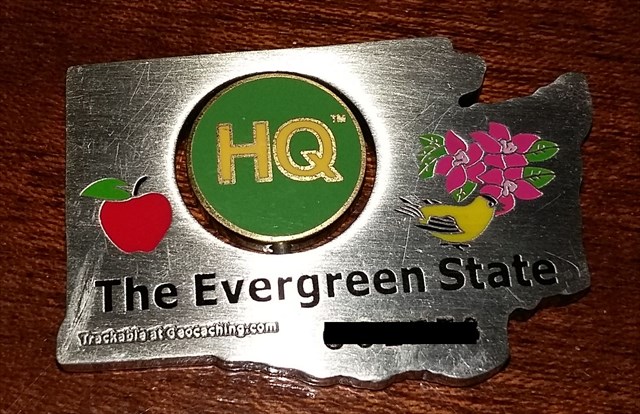 HQ™
The Evergreen State
Trackable at Geocaching.com